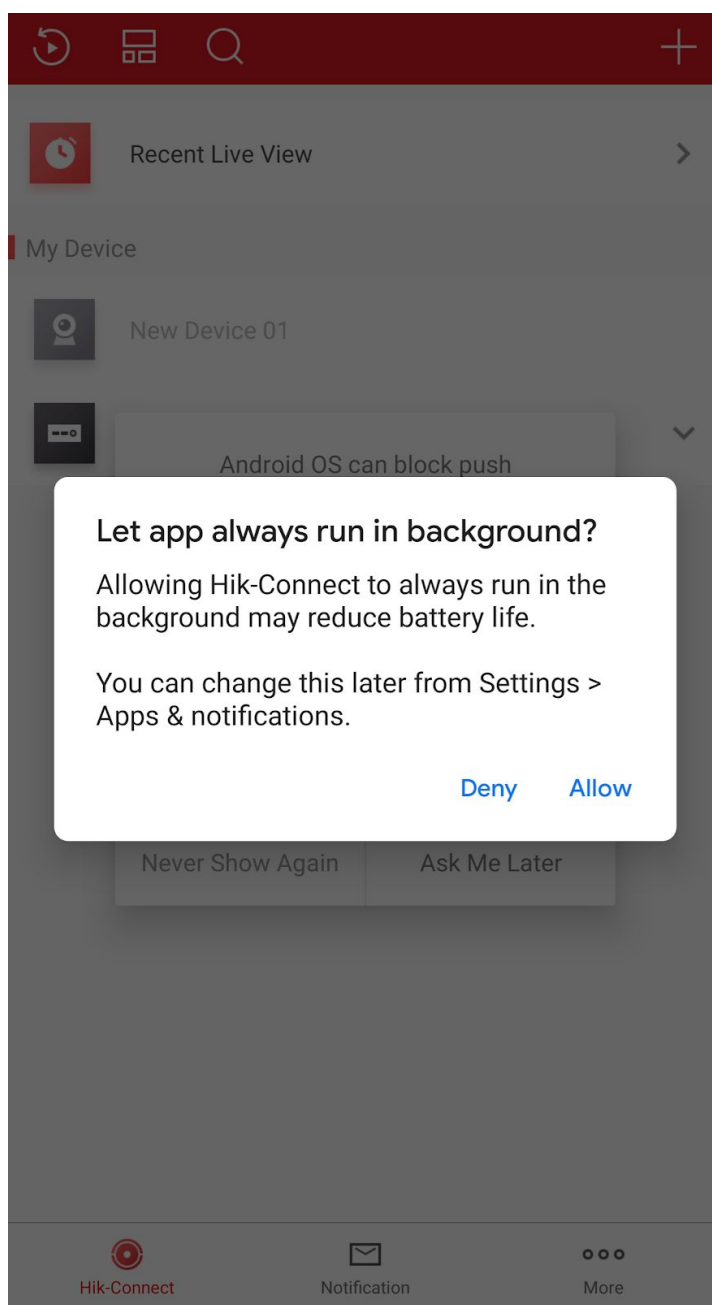 Recent Live View
My Device
New Device 01
Android OS can block push
Let app always run in background?
Allowing Hik-Connect to always run in the
background may reduce battery life.
You can change this later from Settings >
Apps & notifications.
Deny Allow
Never Show Again Ask Me Later
Hik-Connect Notification More